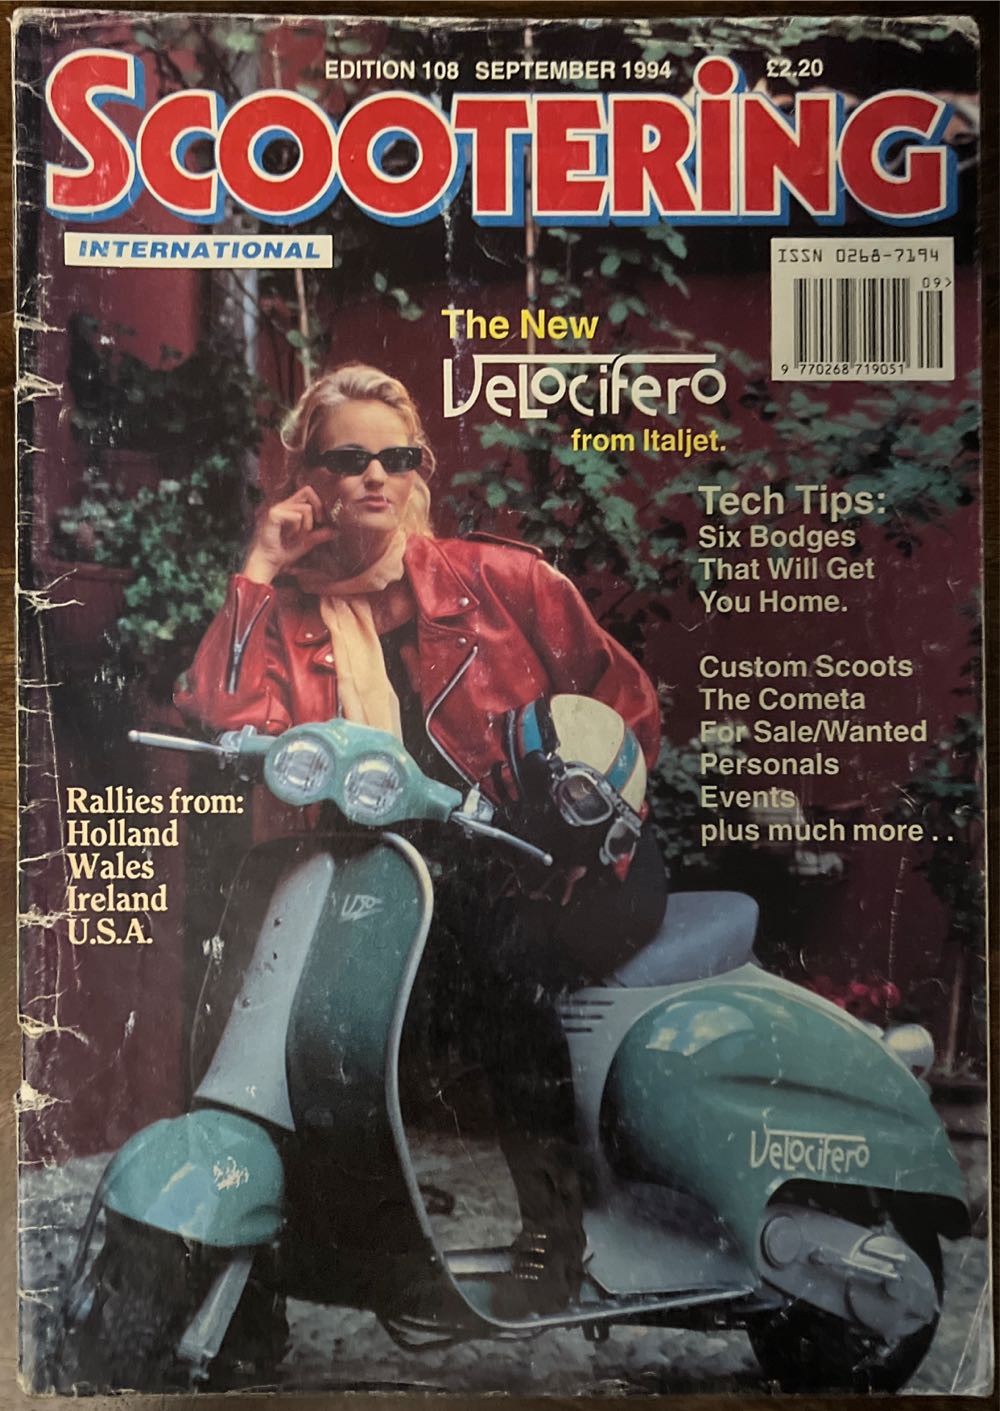 EDITION 108 SEPTEMBER 1994 £2.20
SCOOTERiNG
INTERNATIONAL
ISSN 0268-7194
09>
9 770268 719051
The New
Velocifero
from Italjet.
Tech Tips:
Six Bodges
That Will Get
You Home.
Custom Scoots
The Cometa
For Sale/Wanted
Personals
Events
plus much more . .
Rallies from:
Holland
Wales
Ireland
U.S.A.
Velocifero